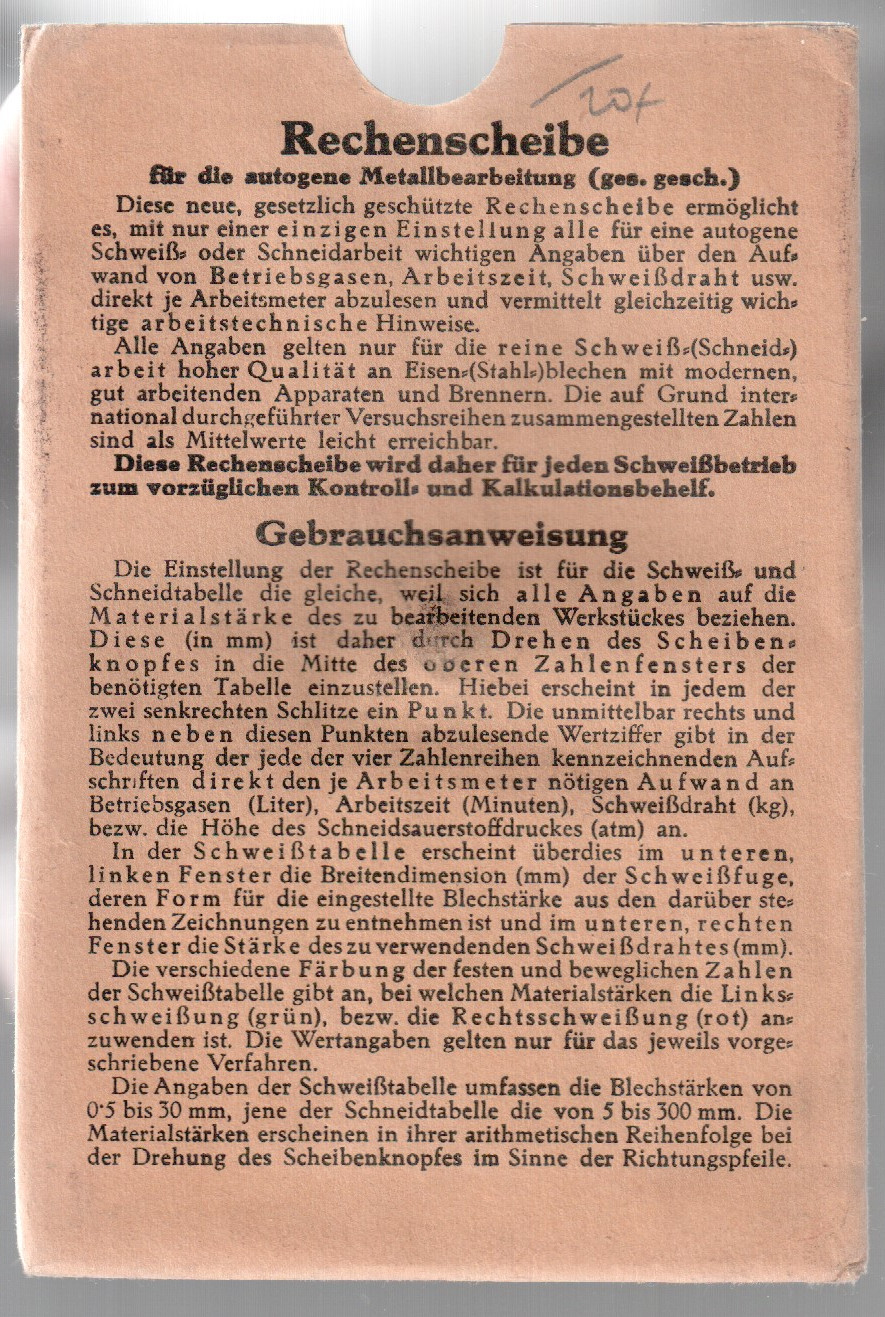 Rechenscheibe
für die autogene Metallbearbeitung (ges. gesch.)
Diese neue, gesetzlich geschützte Rechenscheibe ermöglicht
es, mit nur einer einzigen Einstellung alle für eine autogene
Schweiß- oder Schneidarbeit wichtigen Angaben über den Auf-
wand von Betriebsgasen, Arbeitszeit, Schweißdraht usw.
direkt je Arbeitsmeter abzulesen und vermittelt gleichzeitig wich-
tige arbeitstechnische Hinweise.
Alle Angaben gelten nur für die reine Schweiß-(Schneid-)
arbeit hoher Qualität an Eisen-(Stahl-)blechen mit modernen,
gut arbeitenden Apparaten und Brennern. Die auf Grund inter-
national durchgeführter Versuchsreihen zusammengestellten Zahlen
sind als Mittelwerte leicht erreichbar.
Diese Rechenscheibe wird daher für jeden Schweißbetrieb
zum vorzüglichen Kontroll- und Kalkulationsbehelf.
Gebrauchsanweisung
Die Einstellung der Rechenscheibe ist für die Schweiß- und
Schneidtabelle die gleiche, weil sich alle Angaben auf die
Materialstärke des zu bearbeitenden Werkstückes beziehen.
Diese (in mm) ist daher durch Drehen des Scheiben-
knopfes in die Mitte des oberen Zahlenfensters der
benötigten Tabelle einzustellen. Hiebei erscheint in jedem der
zwei senkrechten Schlitze ein Punkt. Die unmittelbar rechts und
links neben diesen Punkten abzulesende Wertziffer gibt in der
Bedeutung der jede der vier Zahlenreihen kennzeichnenden Auf-
schriften direkt den je Arbeitsmeter nötigen Aufwand an
Betriebsgasen (Liter), Arbeitszeit (Minuten), Schweißdraht (kg),
bezw. die Höhe des Schneidsauerstoffdruckes (atm) an.
In der Schweißtabelle erscheint überdies im unteren,
linken Fenster die Breitendimension (mm) der Schweißfuge,
deren Form für die eingestellte Blechstärke aus den darüber ste-
henden Zeichnungen zu entnehmen ist und im unteren, rechten
Fenster die Stärke des zu verwendenden Schweißdrahtes (mm).
Die verschiedene Färbung der festen und beweglichen Zahlen
der Schweißtabelle gibt an, bei welchen Materialstärken die Links-
schweißung (grün), bezw. die Rechtsschweißung (rot) an-
zuwenden ist. Die Wertangaben gelten nur für das jeweils vorge-
schriebene Verfahren.
Die Angaben der Schweißtabelle umfassen die Blechstärken von
0·5 bis 30 mm, jene der Schneidtabelle die von 5 bis 300 mm. Die
Materialstärken erscheinen in ihrer arithmetischen Reihenfolge bei
der Drehung des Scheibenknopfes im Sinne der Richtungspfeile.